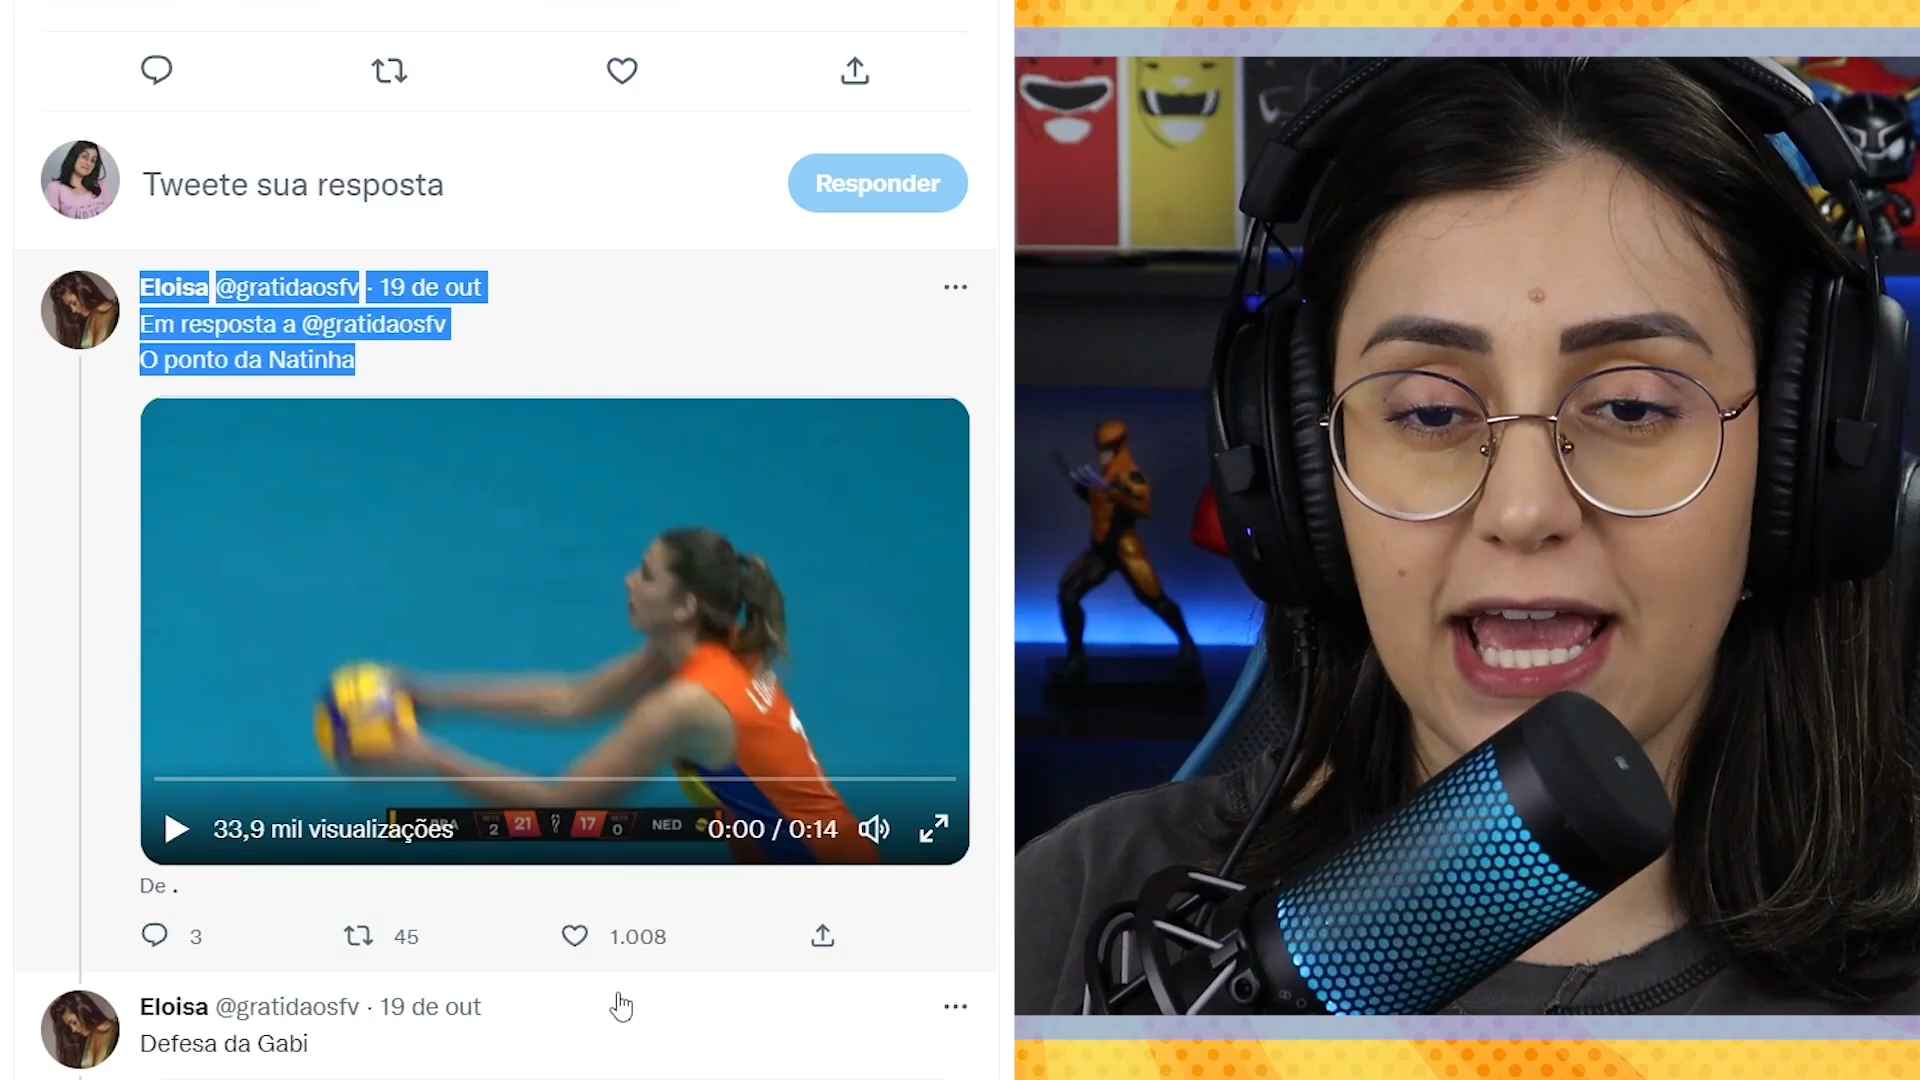 Tweete sua resposta
Responder
Eloisa @gratidaosfv · 19 de out
Em resposta a @gratidaosfv
O ponto da Natinha
33,9 mil visualizações
2 21 17 0 NED
0:00 / 0:14
De .
3 45 1.008
Eloisa @gratidaosfv · 19 de out
Defesa da Gabi